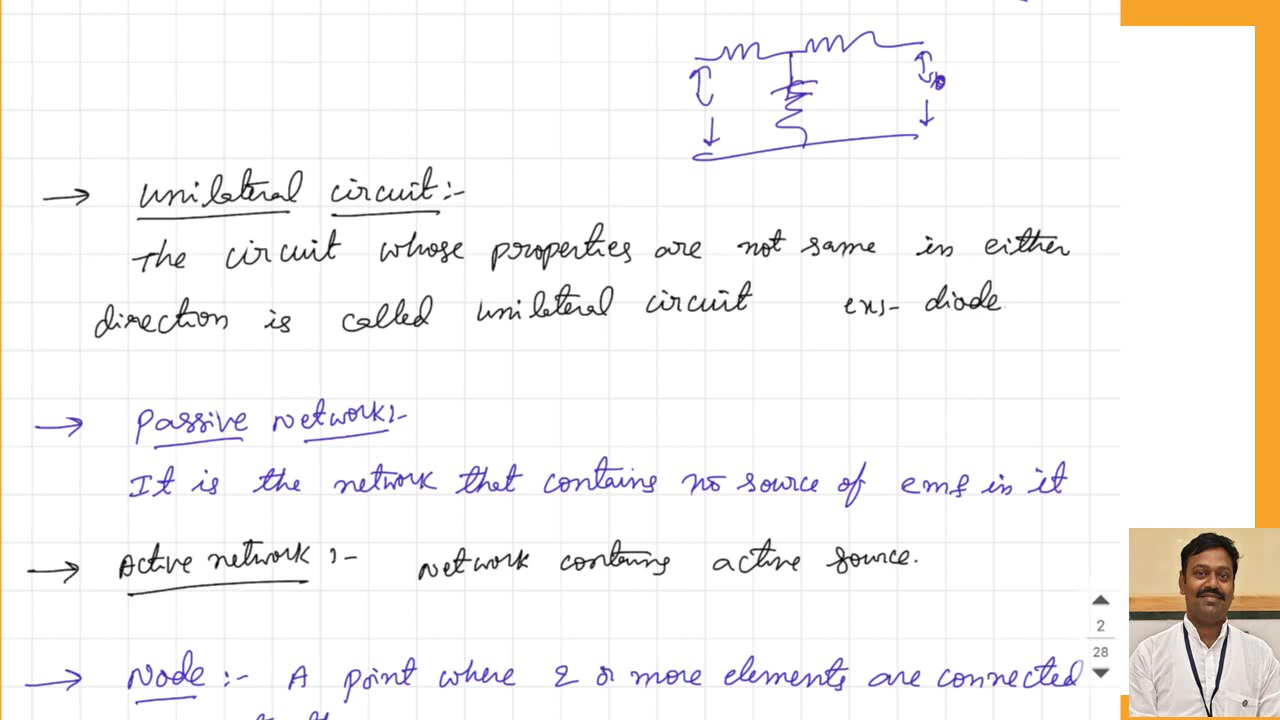 → Unilateral circuit:-
The circuit whose properties are not same in either
direction is called unilateral circuit ex:- diode
→ Passive Network:-
It is the network that contains no source of emf in it
→ Active network :- Network contains active source.
2
28
→ Node :- A point where 2 or more elements are connected